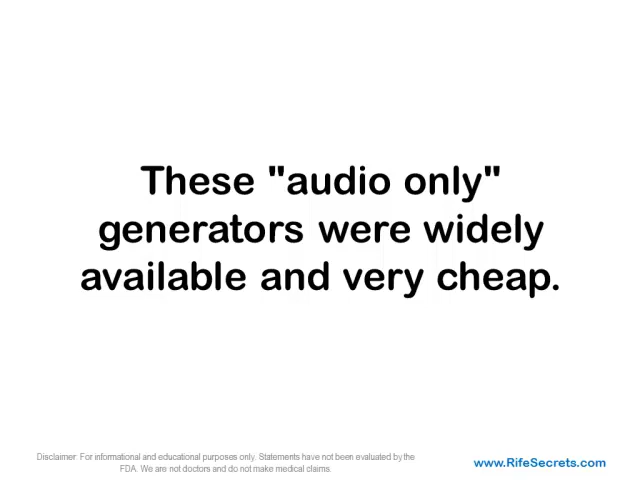 These "audio only"
generators were widely
available and very cheap.
Disclaimer: For informational and educational purposes only. Statements have not been evaluated by the
FDA. We are not doctors and do not make medical claims.
www.RifeSecrets.com